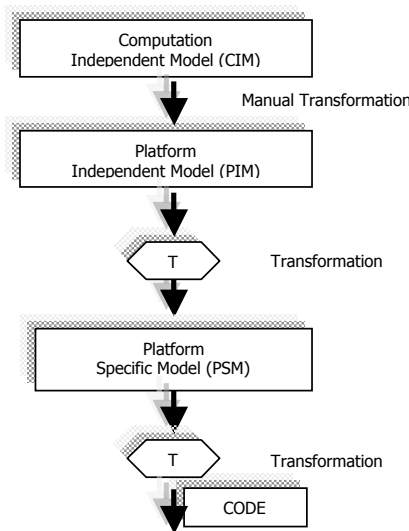 Computation
Independent Model (CIM)
Manual Transformation
Platform
Independent Model (PIM)
T
Transformation
Platform
Specific Model (PSM)
T
Transformation
CODE